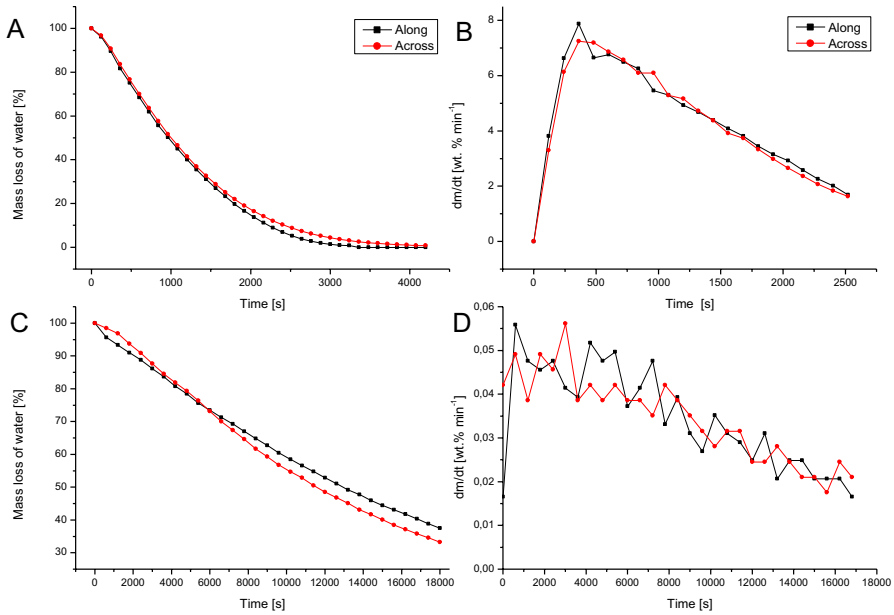 A
Along
Across
Mass loss of water [%]
100
80
60
40
20
0
0 1000 2000 3000 4000
Time [s]
B
Along
Across
dm/dt [wt. % min⁻¹]
8
6
4
2
0
0 500 1000 1500 2000 2500
Time [s]
C
Mass loss of water [%]
100
90
80
70
60
50
40
30
0 2000 4000 6000 8000 10000 12000 14000 16000 18000
Time [s]
D
dm/dt [wt.% min⁻¹]
0,06
0,05
0,04
0,03
0,02
0,01
0,00
0 2000 4000 6000 8000 10000 12000 14000 16000 18000
Time [s]